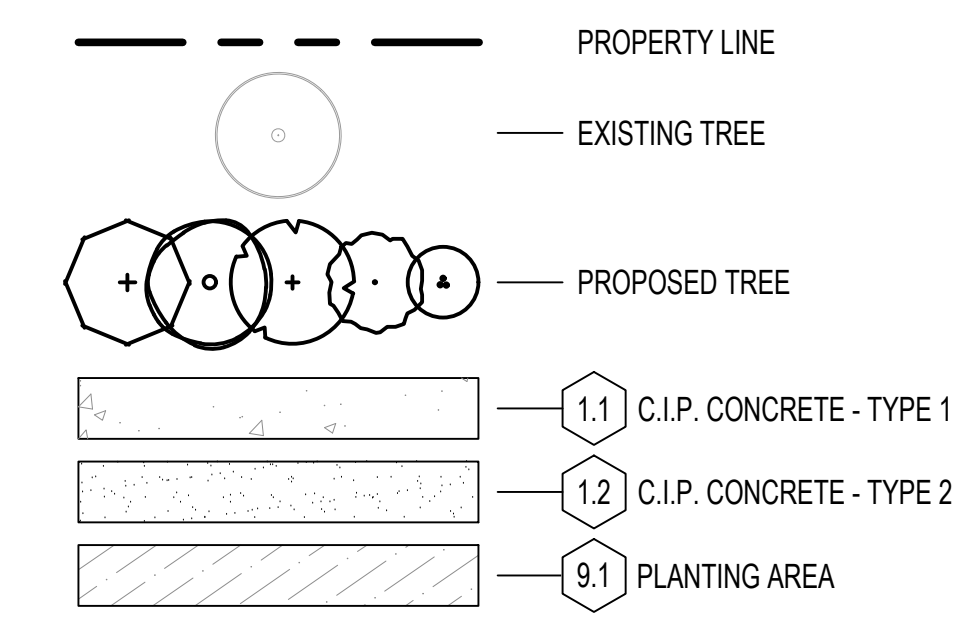 PROPERTY LINE
EXISTING TREE
PROPOSED TREE
1.1 C.I.P. CONCRETE - TYPE 1
1.2 C.I.P. CONCRETE - TYPE 2
9.1 PLANTING AREA